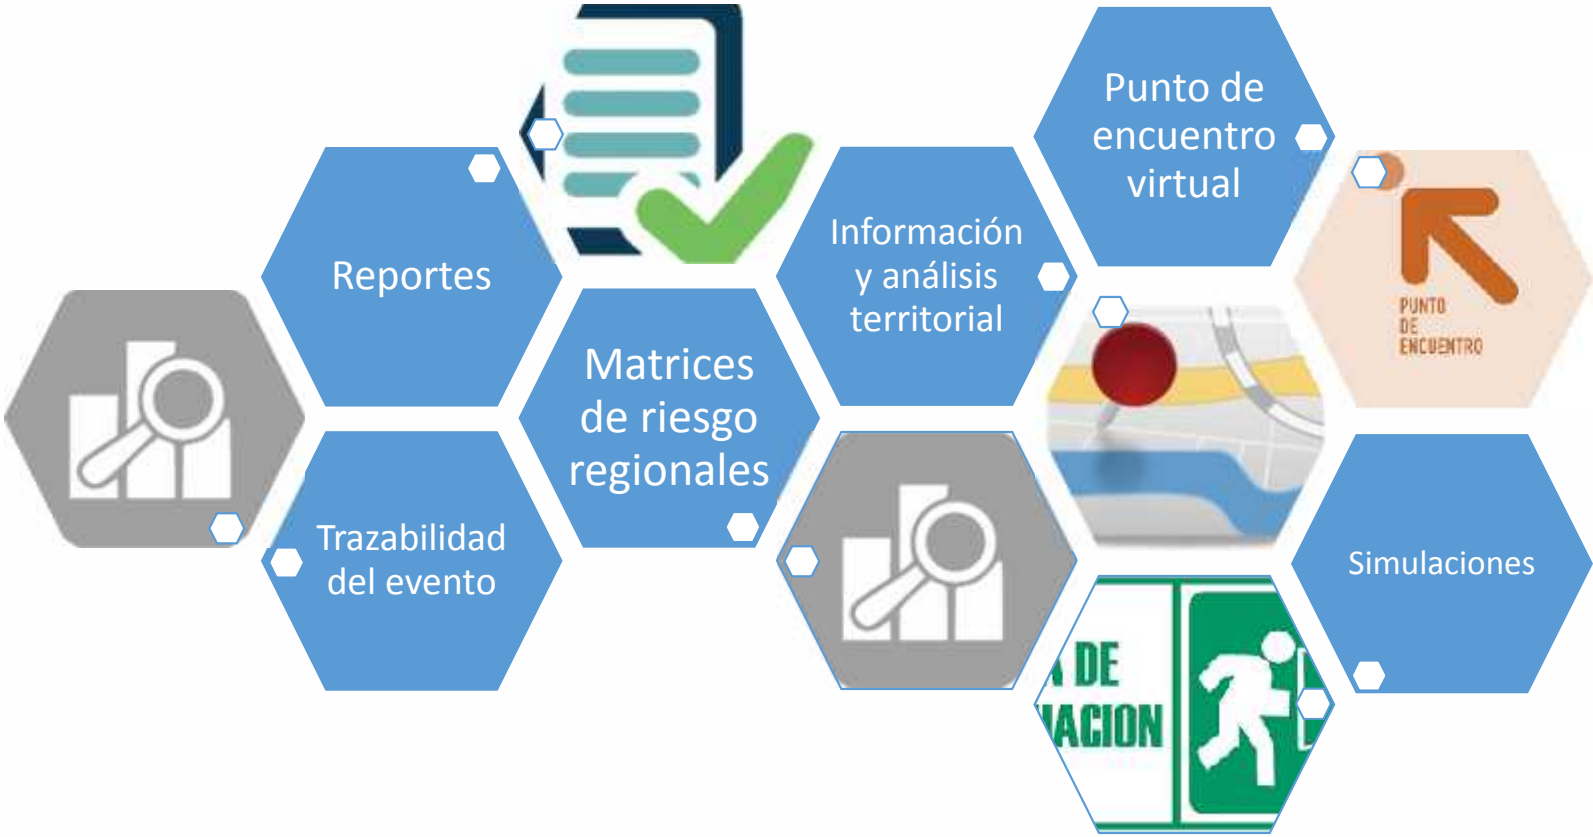 Punto de
encuentro
virtual
Información
y análisis
territorial
Reportes
PUNTO
DE
ENCUENTRO
Matrices
de riesgo
regionales
Trazabilidad
del evento
Simulaciones
DE
ACION